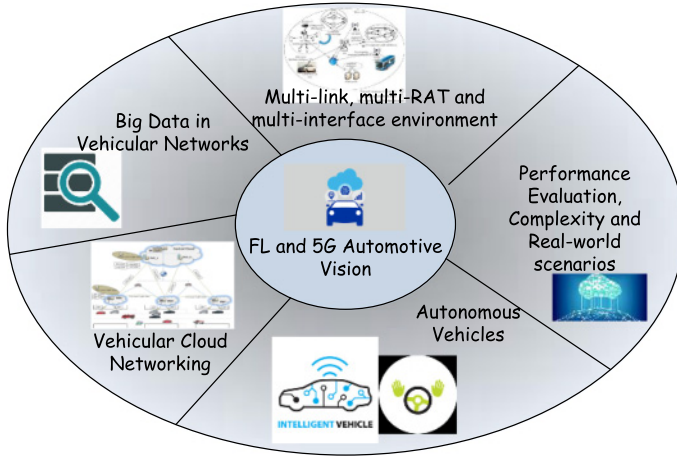 Multi-link, multi-RAT and
multi-interface environment
Big Data in
Vehicular Networks
Performance
Evaluation,
Complexity and
Real-world
scenarios
FL and 5G Automotive
Vision
Vehicular Cloud
Networking
Autonomous
Vehicles
INTELLIGENT VEHICLE